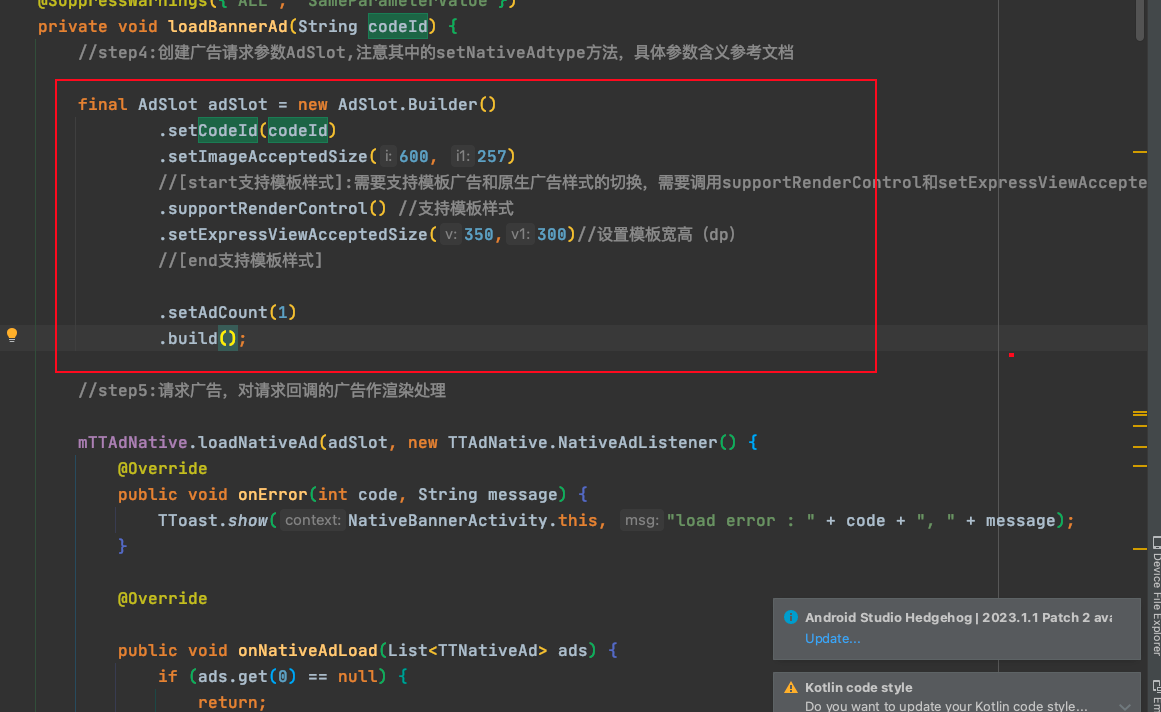 @SuppressWarnings({"ALL", "SameParameterValue"})
private void loadBannerAd(String codeId) {
//step4:创建广告请求参数AdSlot,注意其中的setNativeAdtype方法，具体参数含义参考文档
final AdSlot adSlot = new AdSlot.Builder()
.setCodeId(codeId)
.setImageAcceptedSize( i: 600, i1: 257)
//[start支持模板样式]:需要支持模板广告和原生广告样式的切换，需要调用supportRenderControl和setExpressViewAccepte
.supportRenderControl() //支持模板样式
.setExpressViewAcceptedSize( v: 350, v1: 300)//设置模板宽高（dp）
//[end支持模板样式]
.setAdCount(1)
.build();
//step5:请求广告，对请求回调的广告作渲染处理
mTTAdNative.loadNativeAd(adSlot, new TTAdNative.NativeAdListener() {
@Override
public void onError(int code, String message) {
TToast.show( context: NativeBannerActivity.this, msg: "load error : " + code + ", " + message);
}
@Override
public void onNativeAdLoad(List<TTNativeAd> ads) {
if (ads.get(0) == null) {
return;
Android Studio Hedgehog | 2023.1.1 Patch 2 ava
Update...
Kotlin code style
Do you want to update your Kotlin code style...
Device File Explorer
Em